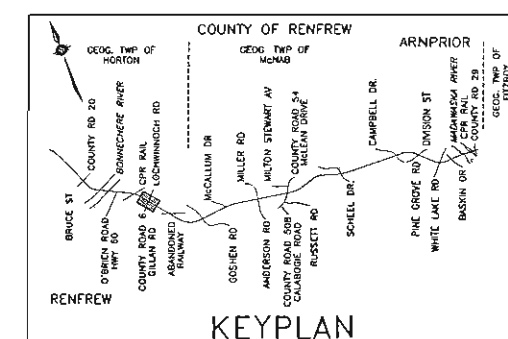 COUNTY OF RENFREW
GEOG. TWP OF
HORTON
GEOG TWP OF
McNAB
ARNPRIOR
GEOG. TWP OF
FITZROY
BRUCE ST
COUNTY RD 20
BONNECHERE RIVER
O'BRIEN ROAD
HWY 60
COUNTY ROAD 6
GILLAN RD
CPR RAIL
LOCHWINNOCH RD
ABANDONED
RAILWAY
McCALLUM DR
GOSHEN RD
MILLER RD
ANDERSON RD
MILTON STEWART AV
COUNTY ROAD 508
CALABOGIE ROAD
COUNTY ROAD 54
McLEAN DRIVE
RUSSETT RD
SCHEEL DR.
CAMPBELL DR.
PINE GROVE RD
DIVISION ST
WHITE LAKE RD
MADAWASKA RIVER
CPR RAIL
COUNTY RD 29
BASKIN DR
RENFREW
KEYPLAN